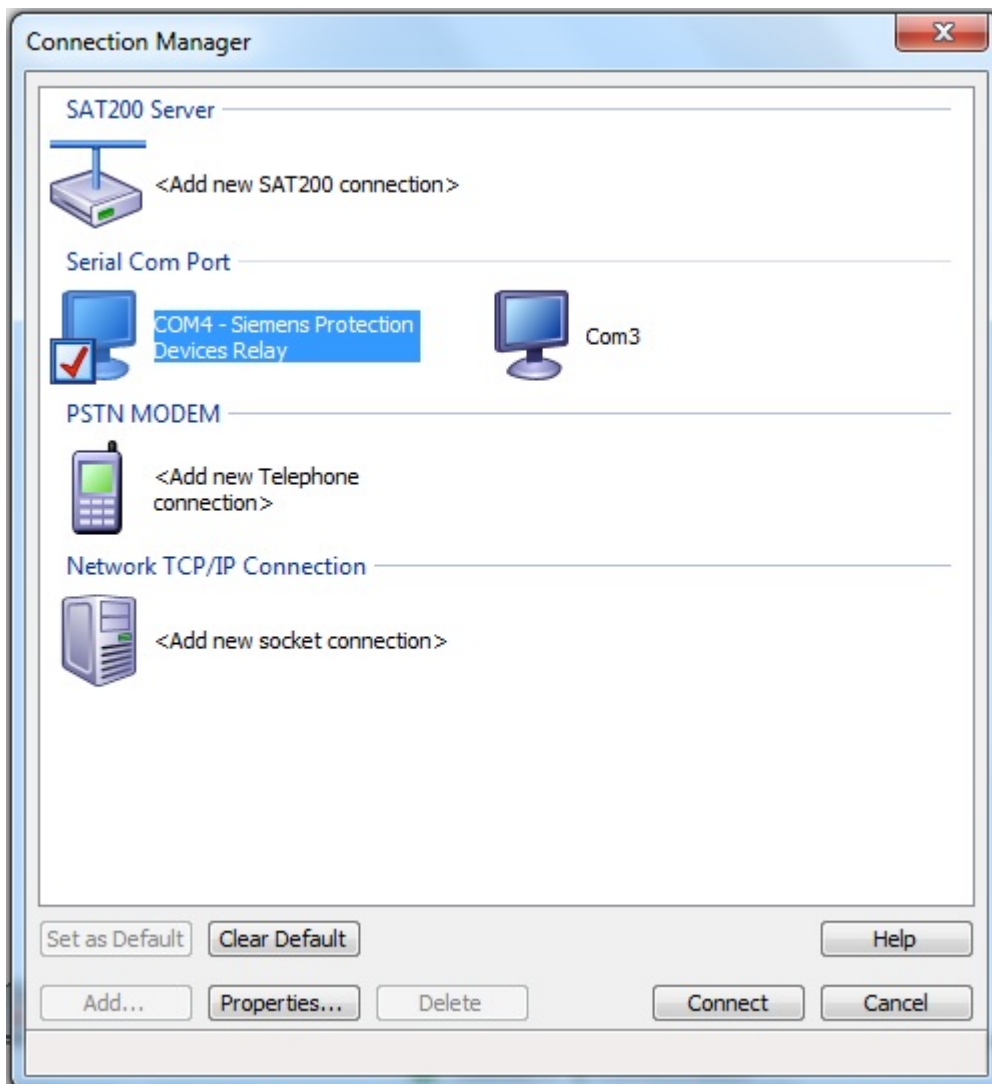 Connection Manager
SAT200 Server
<Add new SAT200 connection>
Serial Com Port
COM4 - Siemens Protection
Devices Relay
Com3
PSTN MODEM
<Add new Telephone
connection>
Network TCP/IP Connection
<Add new socket connection>
Set as Default
Clear Default
Help
Add...
Properties...
Delete
Connect
Cancel